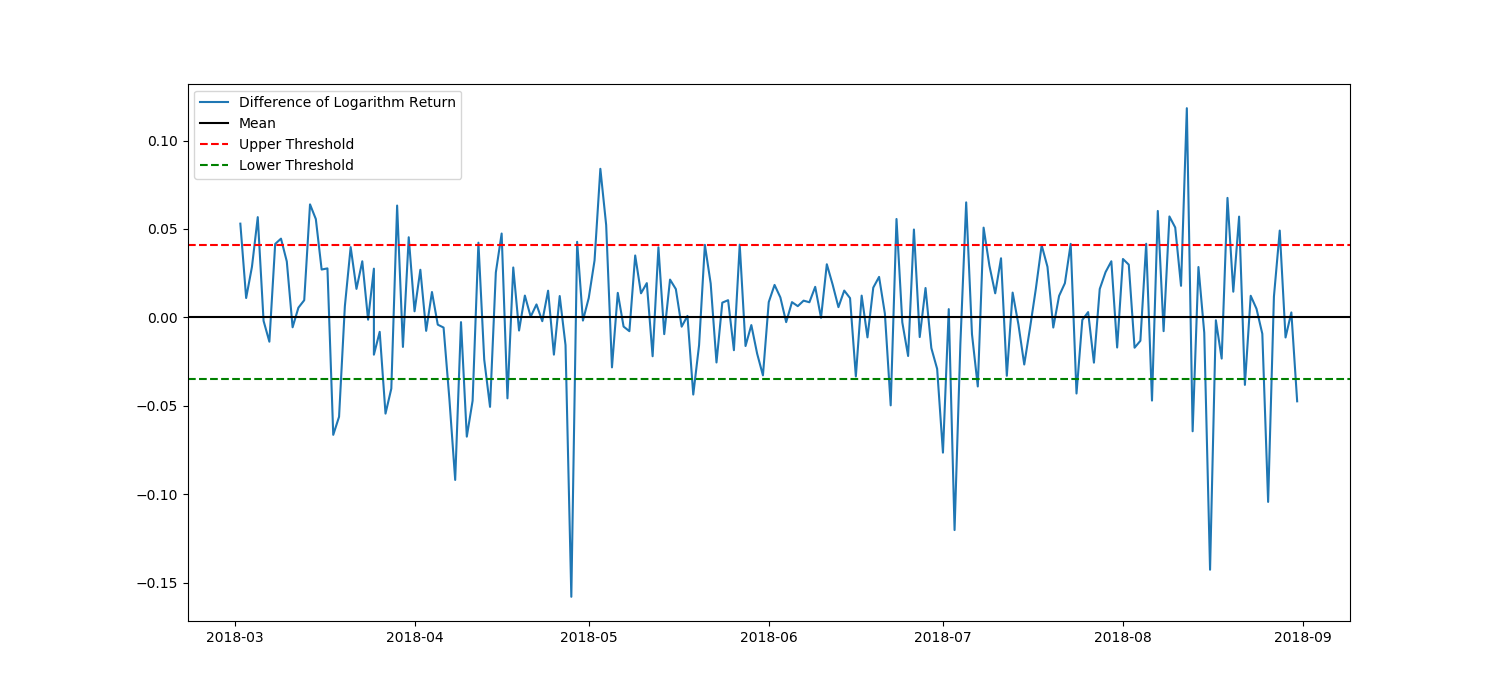 Difference of Logarithm Return
Mean
Upper Threshold
Lower Threshold
0.10
0.05
0.00
−0.05
−0.10
−0.15
2018-03 2018-04 2018-05 2018-06 2018-07 2018-08 2018-09